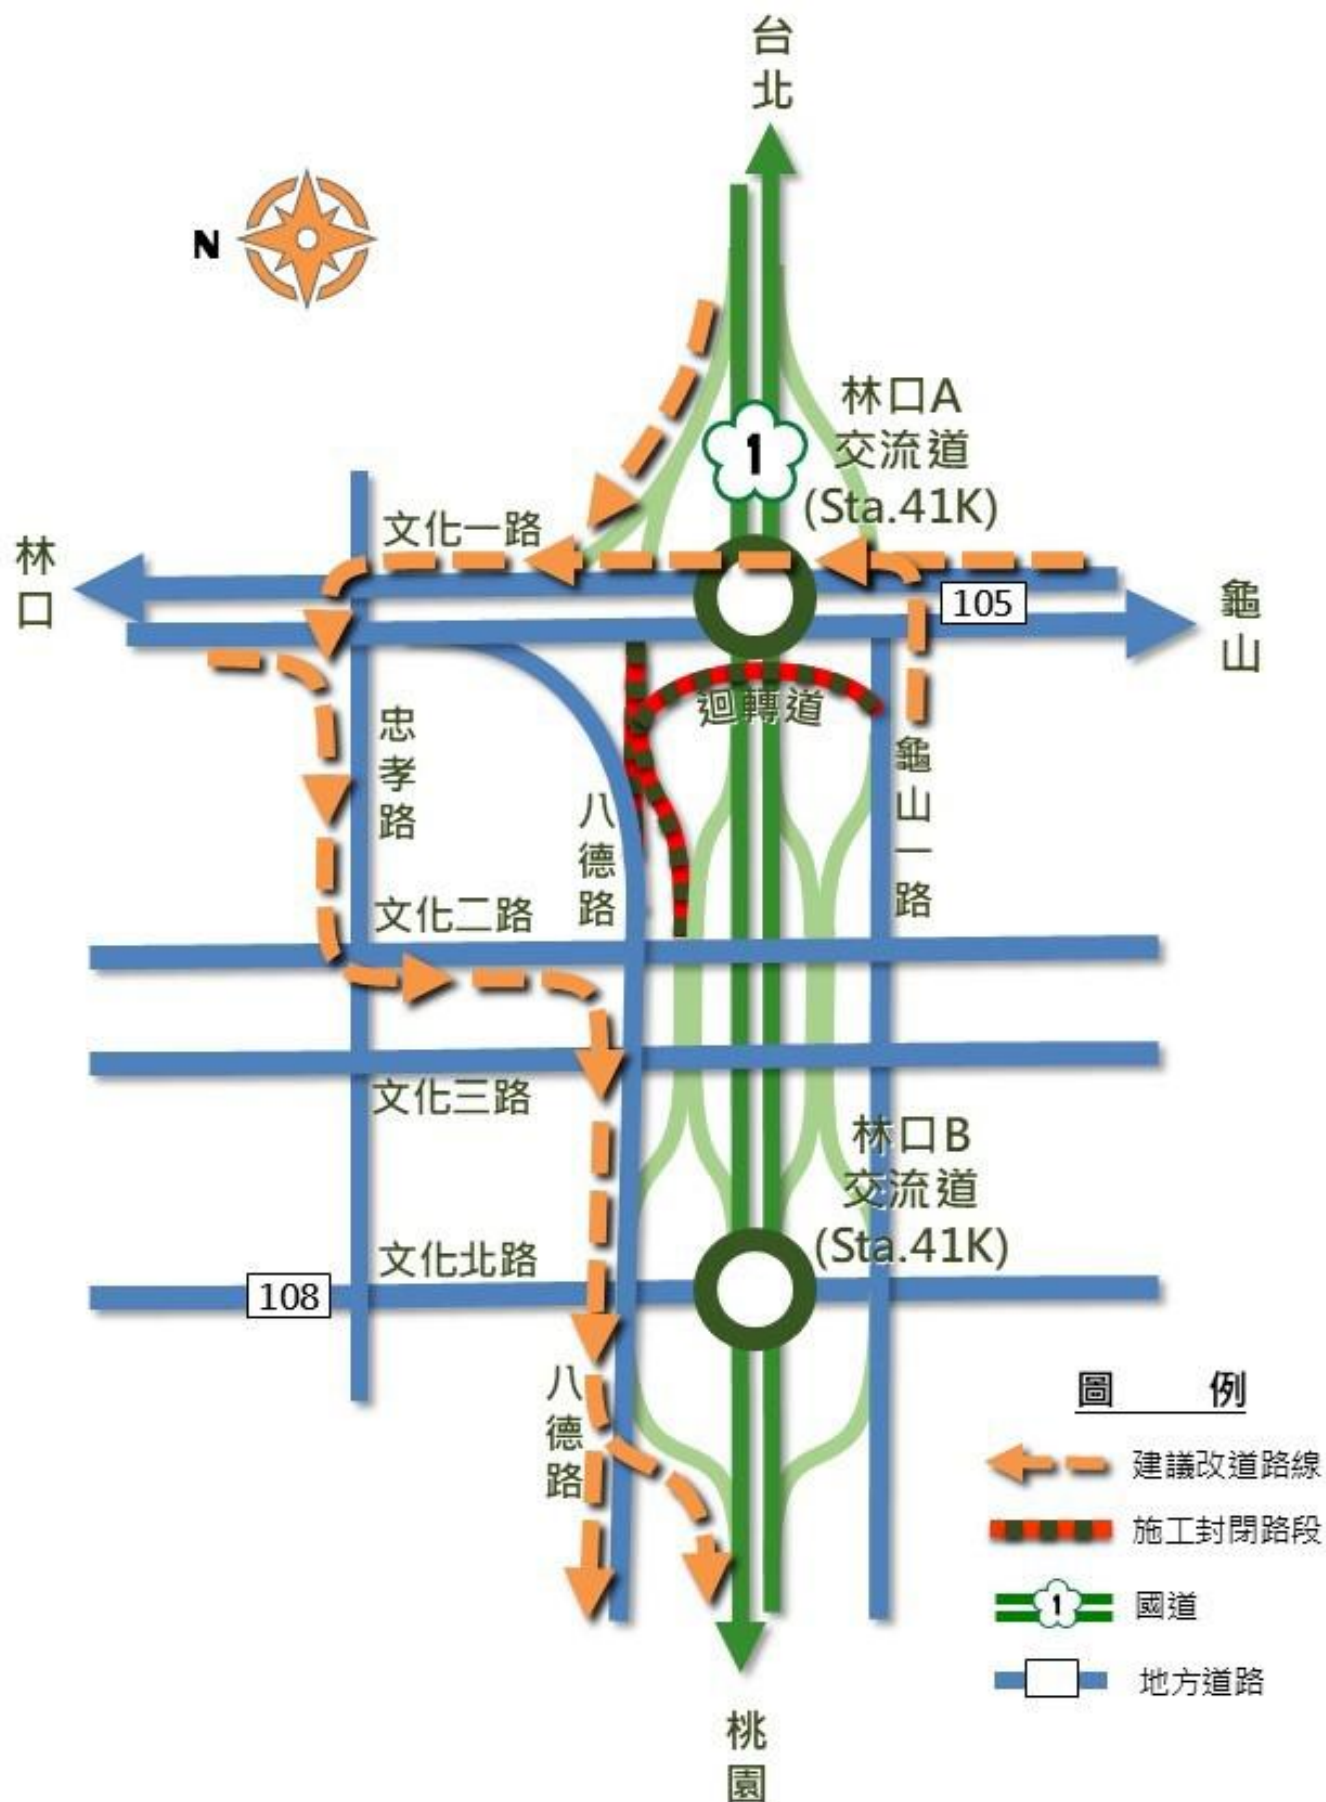 台北
N
1
林口A
交流道
(Sta.41K)
文化一路
林口
105
龜山
迴轉道
忠孝路
龜山一路
八德路
文化二路
文化三路
林口B
交流道
(Sta.41K)
文化北路
108
八德路
圖 例
建議改道路線
施工封閉路段
1
國道
地方道路
桃園